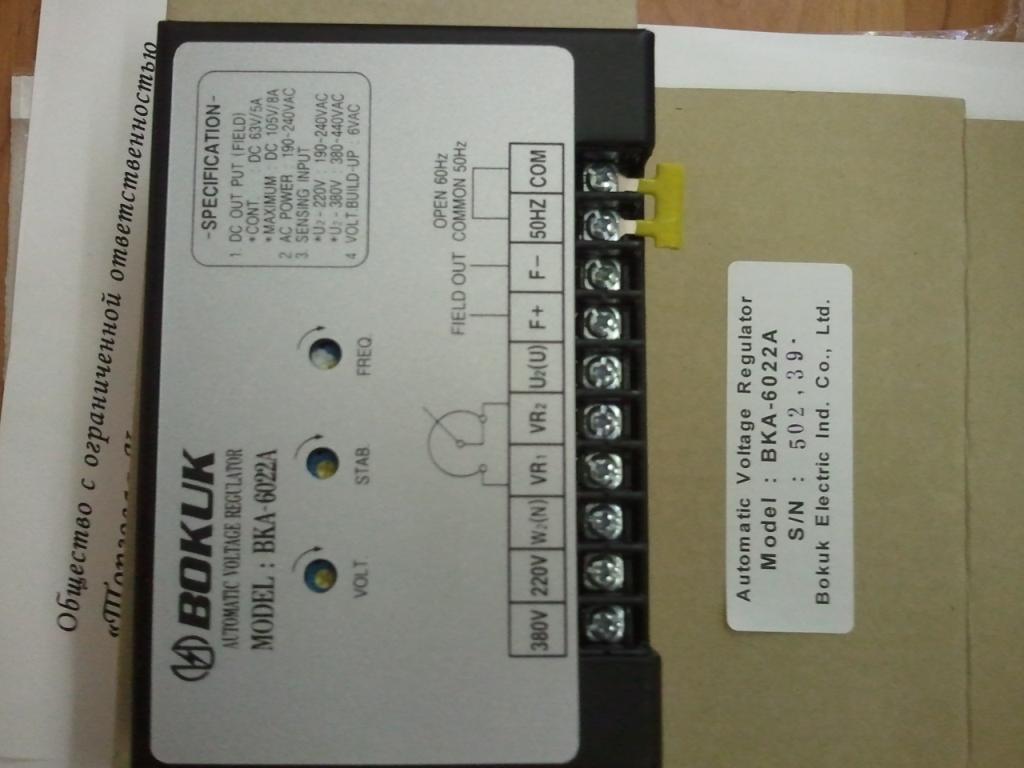 Общество с ограниченной ответственностью
BOKUK
AUTOMATIC VOLTAGE REGULATOR
MODEL : BKA-6022A
-SPECIFICATION-
1 DC OUT PUT (FIELD)
*CONT : DC 63V/5A
*MAXIMUM : DC 105V/8A
2 AC POWER : 190-240VAC
3. SENSING INPUT
*U₂-220V : 190-240VAC
*U₂-380V : 380-440VAC
4 VOLT BUILD-UP : 6VAC
VOLT STAB. FREQ.
OPEN 60Hz
FIELD OUT COMMON 50Hz
380V 220V W₂(N) VR₁ VR₂ U₂(U) F+ F- 50HZ COM
Automatic Voltage Regulator
Model : BKA-6022A
S/N : 502,39·
Bokuk Electric Ind. Co., Ltd.